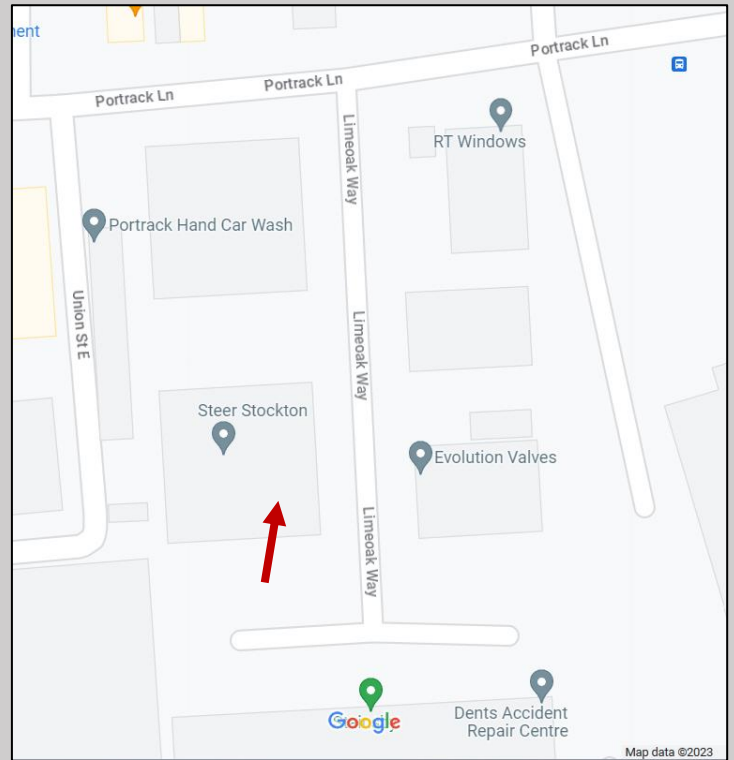 ent
Portrack Ln
Portrack Ln
Portrack Ln
Limeoak Way
RT Windows
Portrack Hand Car Wash
Union St E
Limeoak Way
Steer Stockton
Evolution Valves
Limeoak Way
Google
Dents Accident
Repair Centre
Map data ©2023